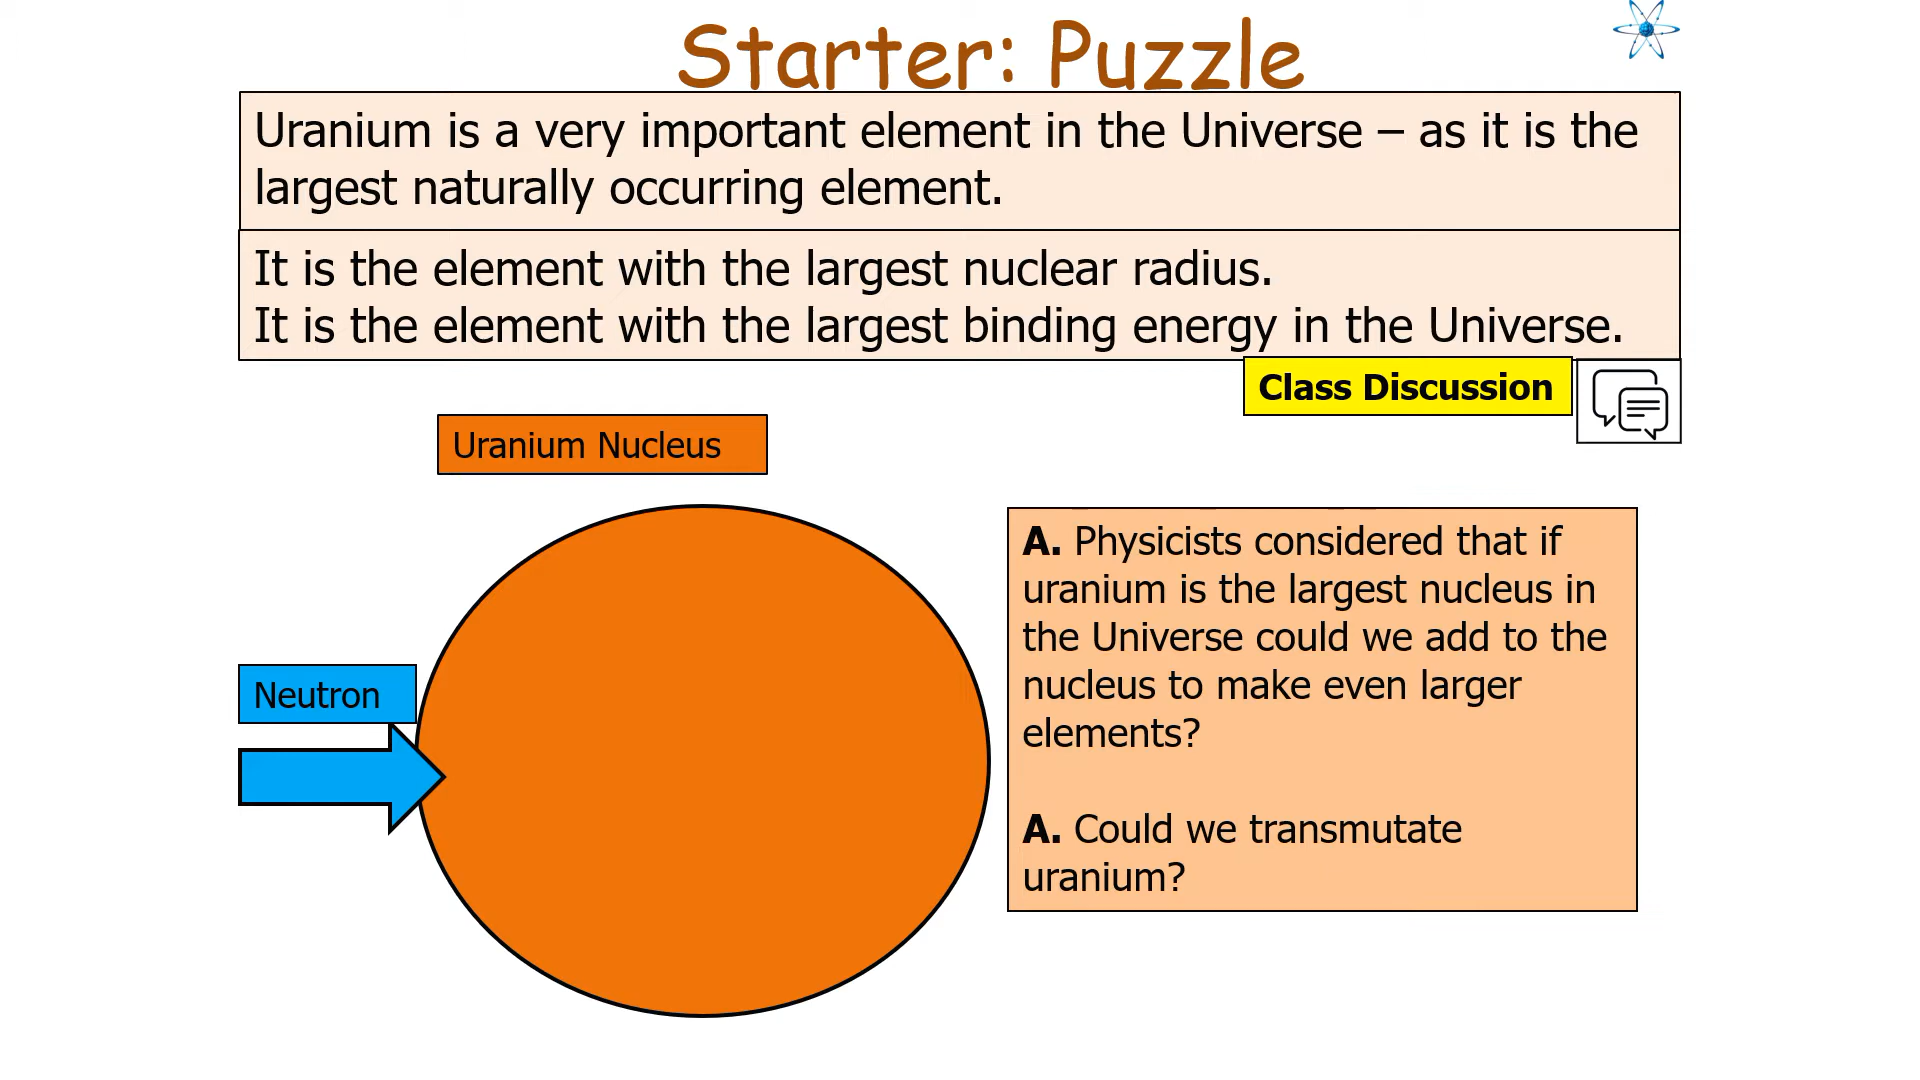 Starter: Puzzle
Uranium is a very important element in the Universe – as it is the
largest naturally occurring element.
It is the element with the largest nuclear radius.
It is the element with the largest binding energy in the Universe.
Class Discussion
Uranium Nucleus
Neutron
A. Physicists considered that if
uranium is the largest nucleus in
the Universe could we add to the
nucleus to make even larger
elements?
A. Could we transmutate
uranium?